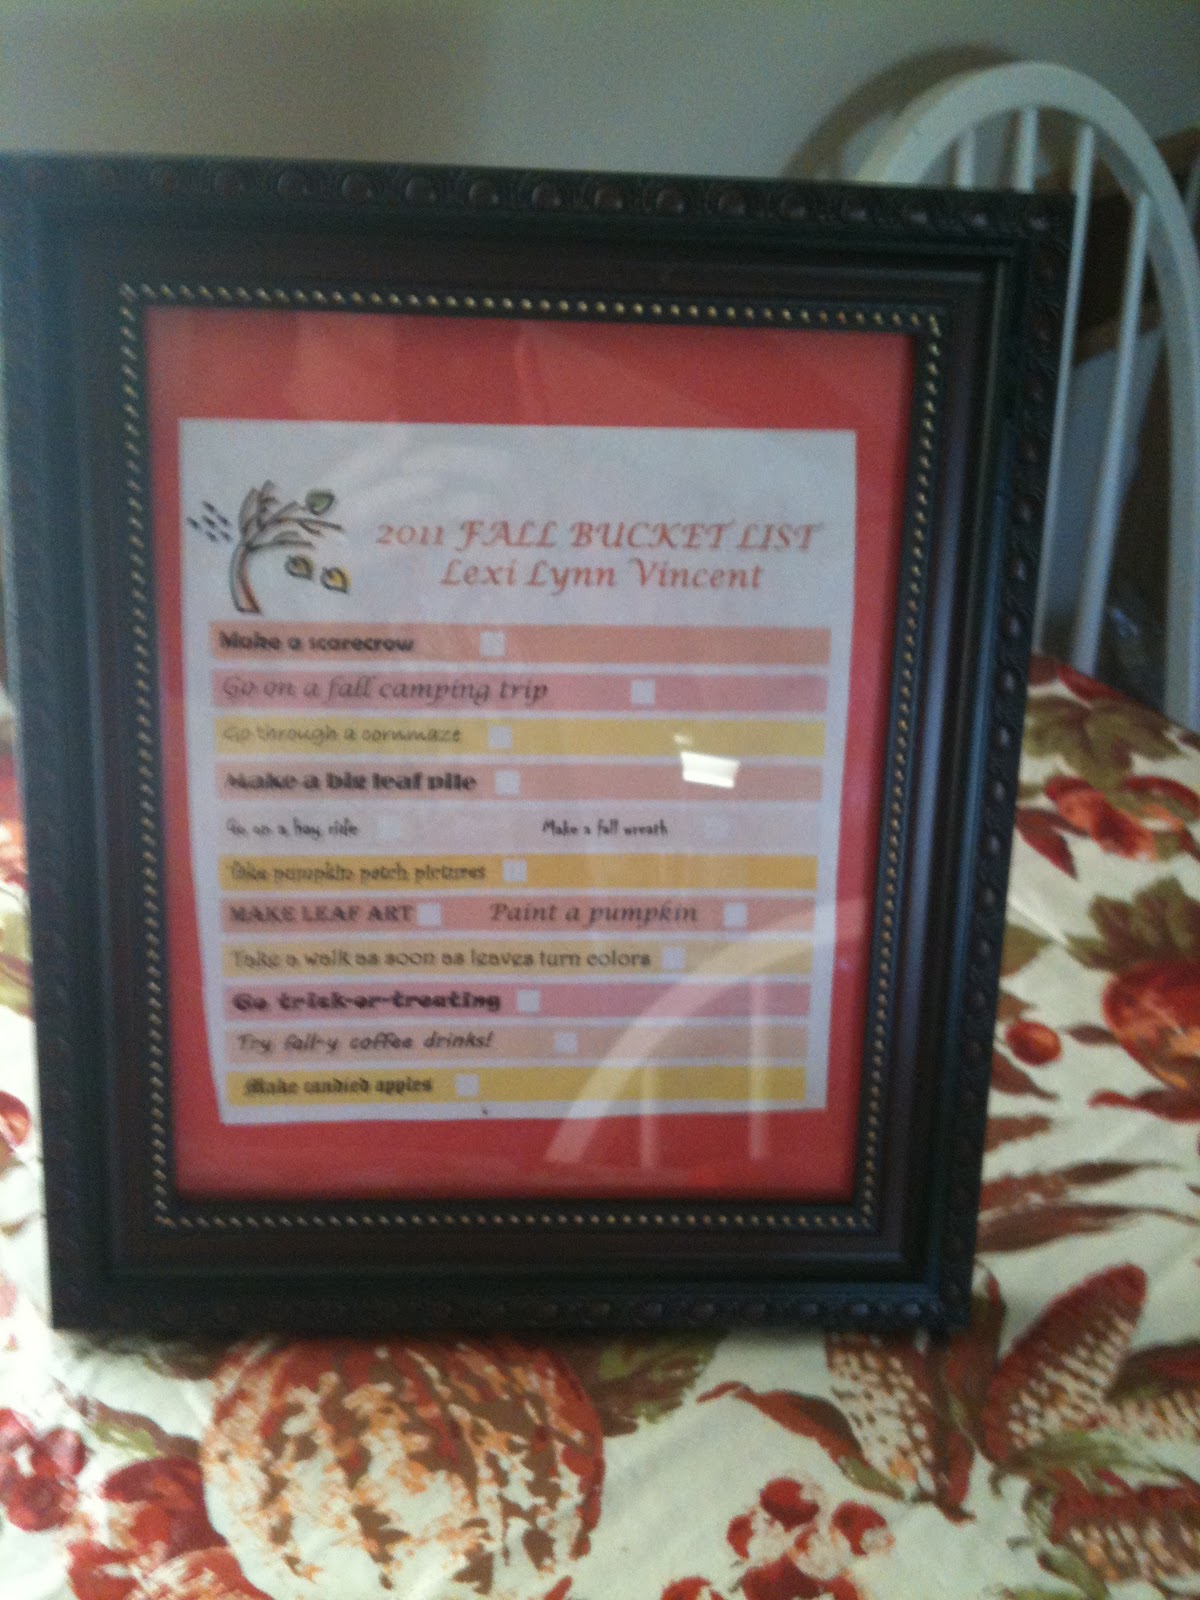 2011 FALL BUCKET LIST
Lexi Lynn Vincent
Make a scarecrow
Go on a fall camping trip
Go through a cornmaze
Make a big leaf pile
Go on a hay ride Make a fall wreath
Take pumpkin patch pictures
MAKE LEAF ART Paint a pumpkin
Take a walk as soon as leaves turn colors
Go trick-or-treating
Try fall-y coffee drinks!
Make candied apples